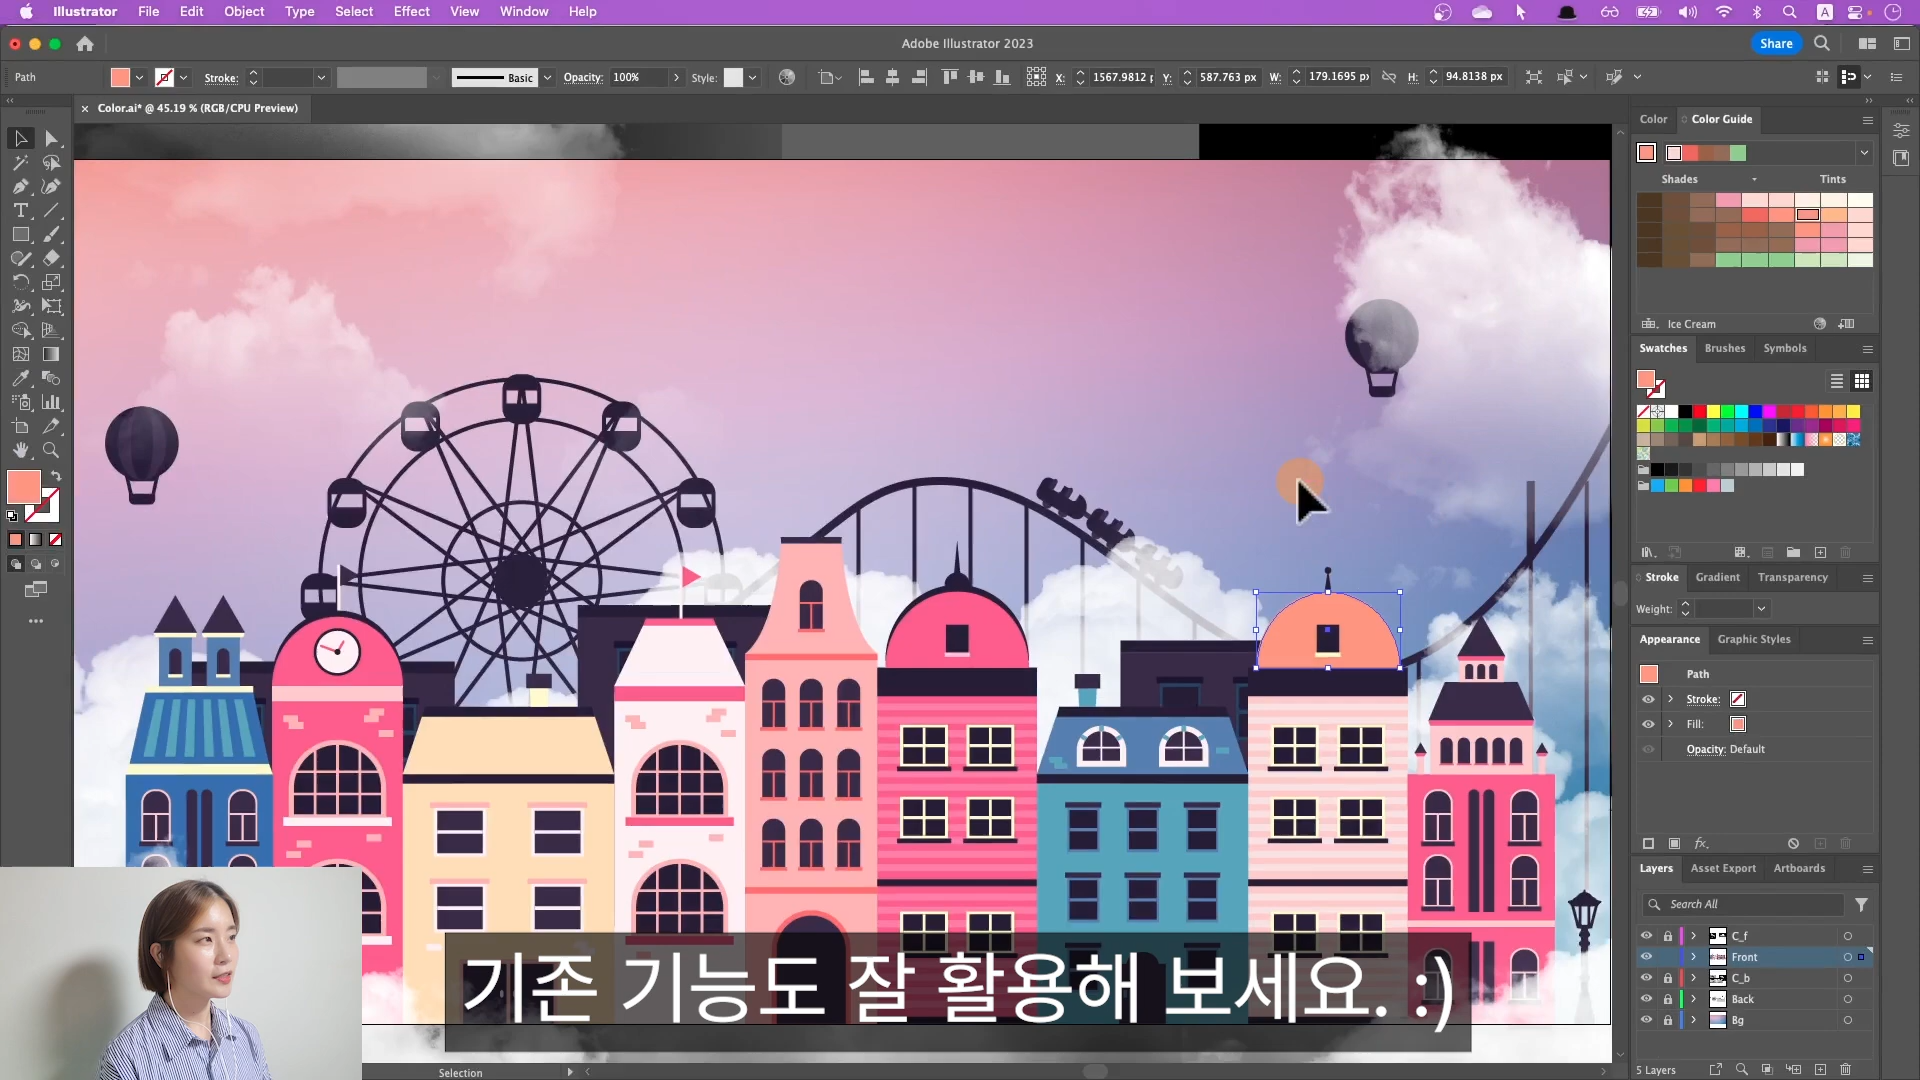 Illustrator File Edit Object Type Select Effect View Window Help
Adobe Illustrator 2023
Share
Path
Stroke:
Basic
Opacity: 100%
Style:
X: 1567.9812 p
Y: 587.763 px
W: 179.1695 px
H: 94.8138 px
Color.ai* @ 45.19 % (RGB/CPU Preview)
Color
Color Guide
Shades
Tints
Ice Cream
Swatches
Brushes
Symbols
Stroke
Gradient
Transparency
Weight:
Appearance
Graphic Styles
Path
Stroke:
Fill:
Opacity: Default
fx
Layers
Asset Export
Artboards
Search All
C_f
Front
C_b
Back
Bg
5 Layers
기존 기능도 잘 활용해 보세요. :)
Selection